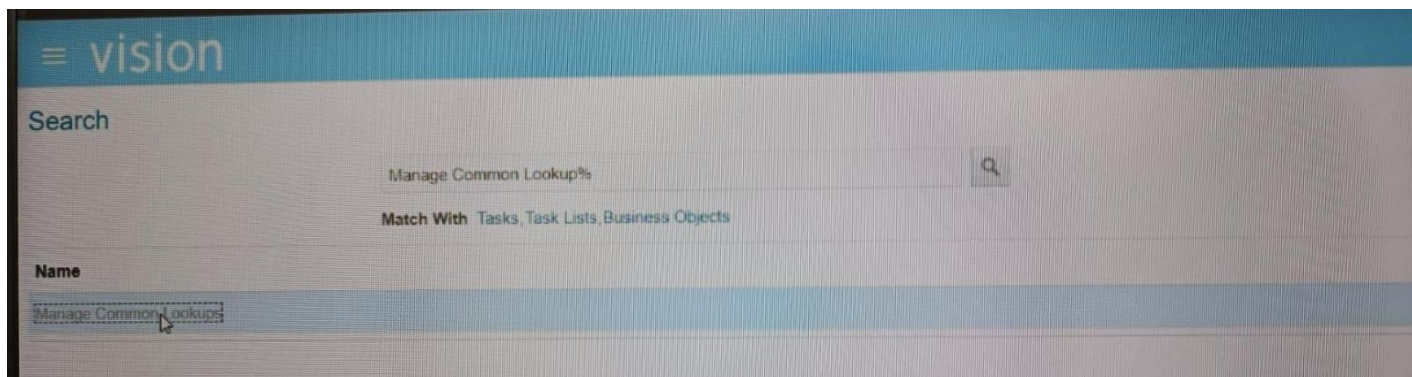 vision
Search
Manage Common Lookup%
Match With Tasks, Task Lists, Business Objects
Name
Manage Common Lookups